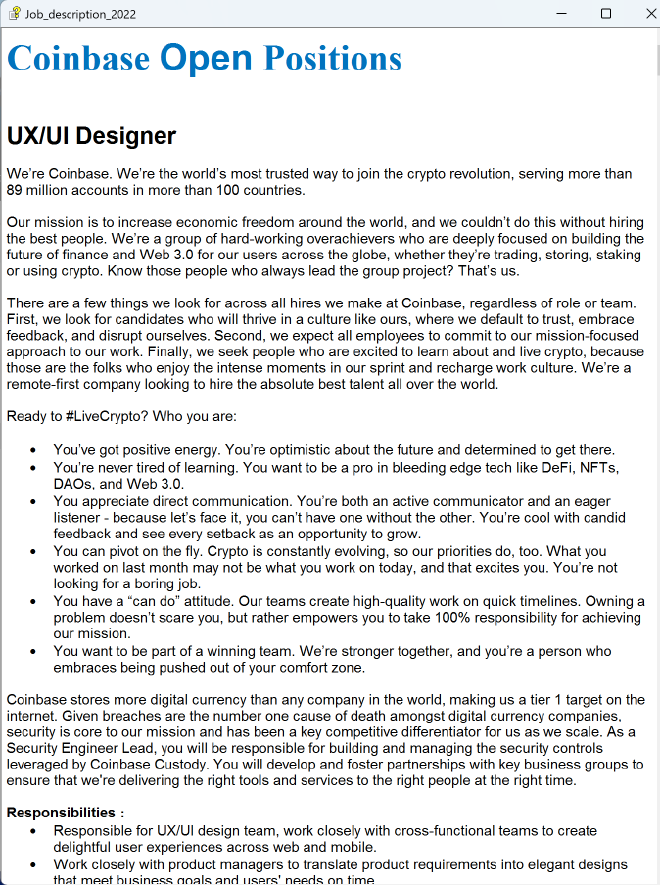 Job_description_2022
Coinbase Open Positions
UX/UI Designer
We're Coinbase. We're the world's most trusted way to join the crypto revolution, serving more than
89 million accounts in more than 100 countries.
Our mission is to increase economic freedom around the world, and we couldn't do this without hiring
the best people. We're a group of hard-working overachievers who are deeply focused on building the
future of finance and Web 3.0 for our users across the globe, whether they're trading, storing, staking
or using crypto. Know those people who always lead the group project? That's us.
There are a few things we look for across all hires we make at Coinbase, regardless of role or team.
First, we look for candidates who will thrive in a culture like ours, where we default to trust, embrace
feedback, and disrupt ourselves. Second, we expect all employees to commit to our mission-focused
approach to our work. Finally, we seek people who are excited to learn about and live crypto, because
those are the folks who enjoy the intense moments in our sprint and recharge work culture. We're a
remote-first company looking to hire the absolute best talent all over the world.
Ready to #LiveCrypto? Who you are:
• You've got positive energy. You're optimistic about the future and determined to get there.
• You're never tired of learning. You want to be a pro in bleeding edge tech like DeFi, NFTs,
DAOs, and Web 3.0.
• You appreciate direct communication. You're both an active communicator and an eager
listener - because let's face it, you can't have one without the other. You're cool with candid
feedback and see every setback as an opportunity to grow.
• You can pivot on the fly. Crypto is constantly evolving, so our priorities do, too. What you
worked on last month may not be what you work on today, and that excites you. You're not
looking for a boring job.
• You have a “can do” attitude. Our teams create high-quality work on quick timelines. Owning a
problem doesn't scare you, but rather empowers you to take 100% responsibility for achieving
our mission.
• You want to be part of a winning team. We're stronger together, and you're a person who
embraces being pushed out of your comfort zone.
Coinbase stores more digital currency than any company in the world, making us a tier 1 target on the
internet. Given breaches are the number one cause of death amongst digital currency companies,
security is core to our mission and has been a key competitive differentiator for us as we scale. As a
Security Engineer Lead, you will be responsible for building and managing the security controls
leveraged by Coinbase Custody. You will develop and foster partnerships with key business groups to
ensure that we're delivering the right tools and services to the right people at the right time.
Responsibilities :
• Responsible for UX/UI design team, work closely with cross-functional teams to create
delightful user experiences across web and mobile.
• Work closely with product managers to translate product requirements into elegant designs
that meet business goals and users' needs on time